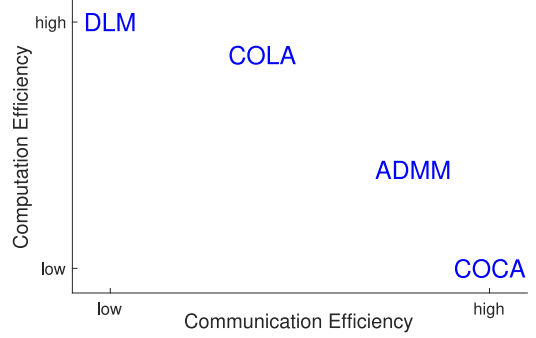 high
DLM
COLA
Computation Efficiency
ADMM
low
COCA
low
high
Communication Efficiency